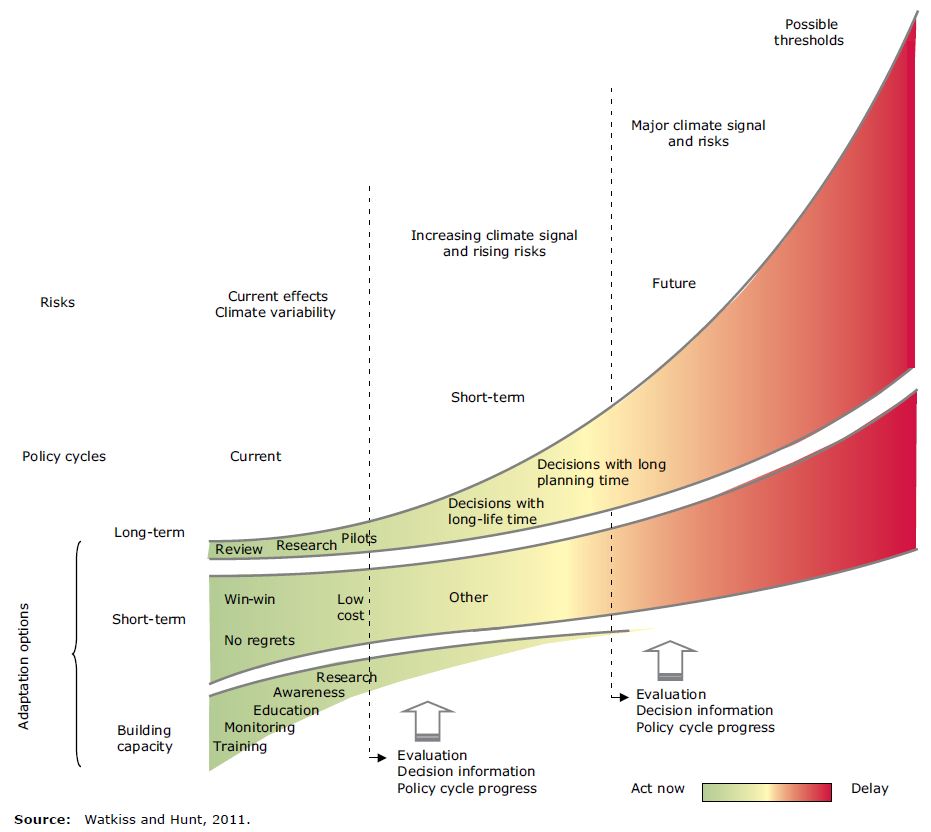 Possible
thresholds
Major climate signal
and risks
Increasing climate signal
and rising risks
Future
Risks
Current effects
Climate variability
Short-term
Policy cycles
Current
Decisions with long
planning time
Decisions with
long-life time
Long-term
Review
Research
Pilots
Adaptation options
Short-term
Win-win
Low
cost
Other
No regrets
Building
capacity
Research
Awareness
Education
Monitoring
Training
Evaluation
Decision information
Policy cycle progress
Evaluation
Decision information
Policy cycle progress
Act now
Delay
Source: Watkiss and Hunt, 2011.